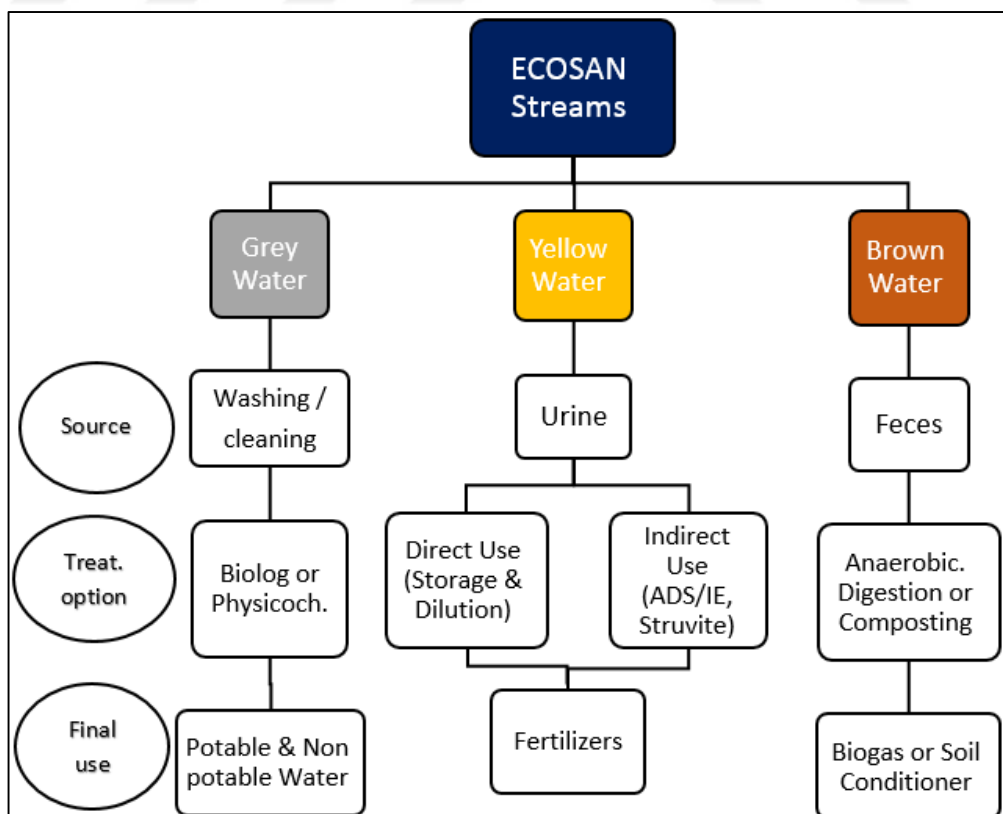 ECOSAN
Streams
Grey
Water
Yellow
Water
Brown
Water
Source
Washing /
cleaning
Urine
Feces
Treat.
option
Biolog or
Physicoch.
Direct Use
(Storage &
Dilution)
Indirect
Use
(ADS/IE,
Struvite)
Anaerobic.
Digestion or
Composting
Final
use
Potable & Non
potable Water
Fertilizers
Biogas or Soil
Conditioner